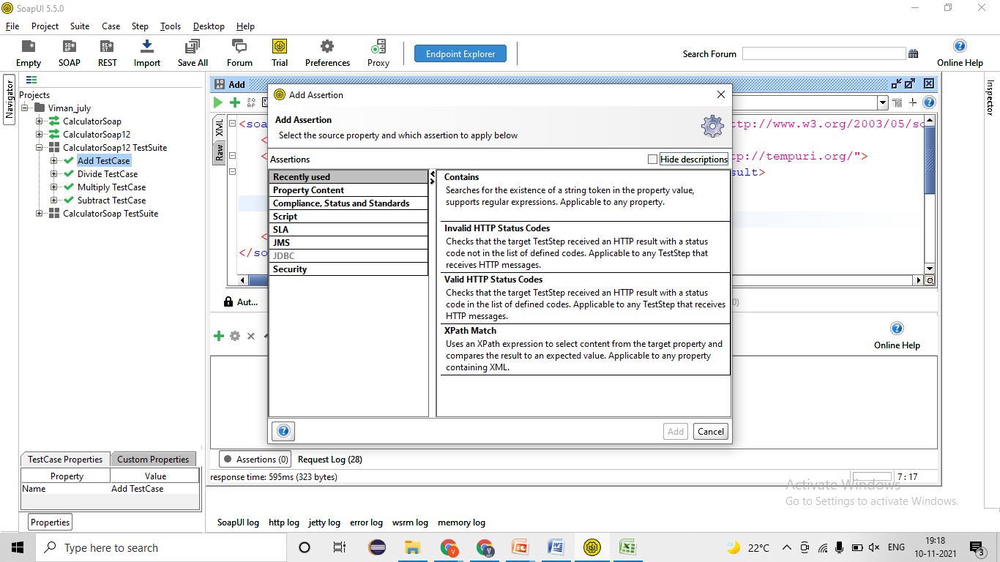 SoapUI 5.5.0
File Project Suite Case Step Tools Desktop Help
Empty SOAP REST Import Save All Forum Trial Preferences Proxy
Endpoint Explorer
Search Forum
Online Help
Navigator
Projects
Viman_july
CalculatorSoap
CalculatorSoap12
CalculatorSoap12 TestSuite
Add TestCase
Divide TestCase
Multiply TestCase
Subtract TestCase
CalculatorSoap TestSuite
Add
XML
Raw
<soa
ttp://www.w3.org/2003/05/so
<
<
tp://tempuri.org/">
sult>
<
</so
Aut...
0)
Inspector
Add Assertion
Add Assertion
Select the source property and which assertion to apply below
Assertions
Hide descriptions
Recently used
Property Content
Compliance, Status and Standards
Script
SLA
JMS
JDBC
Security
Contains
Searches for the existence of a string token in the property value,
supports regular expressions. Applicable to any property.
Invalid HTTP Status Codes
Checks that the target TestStep received an HTTP result with a status
code not in the list of defined codes. Applicable to any TestStep that
receives HTTP messages.
Valid HTTP Status Codes
Checks that the target TestStep received an HTTP result with a status
code in the list of defined codes. Applicable to any TestStep that receives
HTTP messages.
XPath Match
Uses an XPath expression to select content from the target property and
compares the result to an expected value. Applicable to any property
containing XML.
Add
Cancel
Online Help
Assertions (0)
Request Log (28)
response time: 595ms (323 bytes)
7 : 17
TestCase Properties
Custom Properties
Property Value
Name Add TestCase
Properties
SoapUI log http log jetty log error log wsrm log memory log
Activate Windows
Go to Settings to activate Windows.
Type here to search
22°C
ENG
19:18
10-11-2021
3